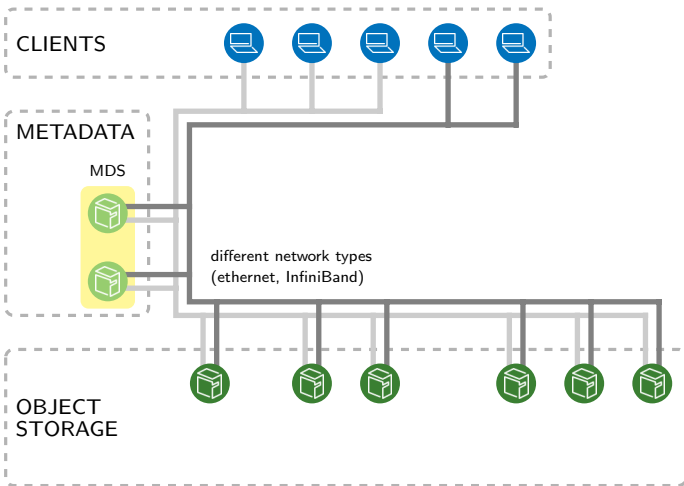 CLIENTS
METADATA
MDS
different network types
(ethernet, InfiniBand)
OBJECT
STORAGE